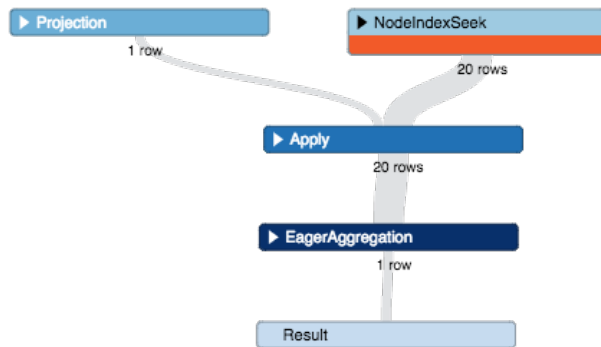 Projection
NodeIndexSeek
1 row
20 rows
Apply
20 rows
EagerAggregation
1 row
Result